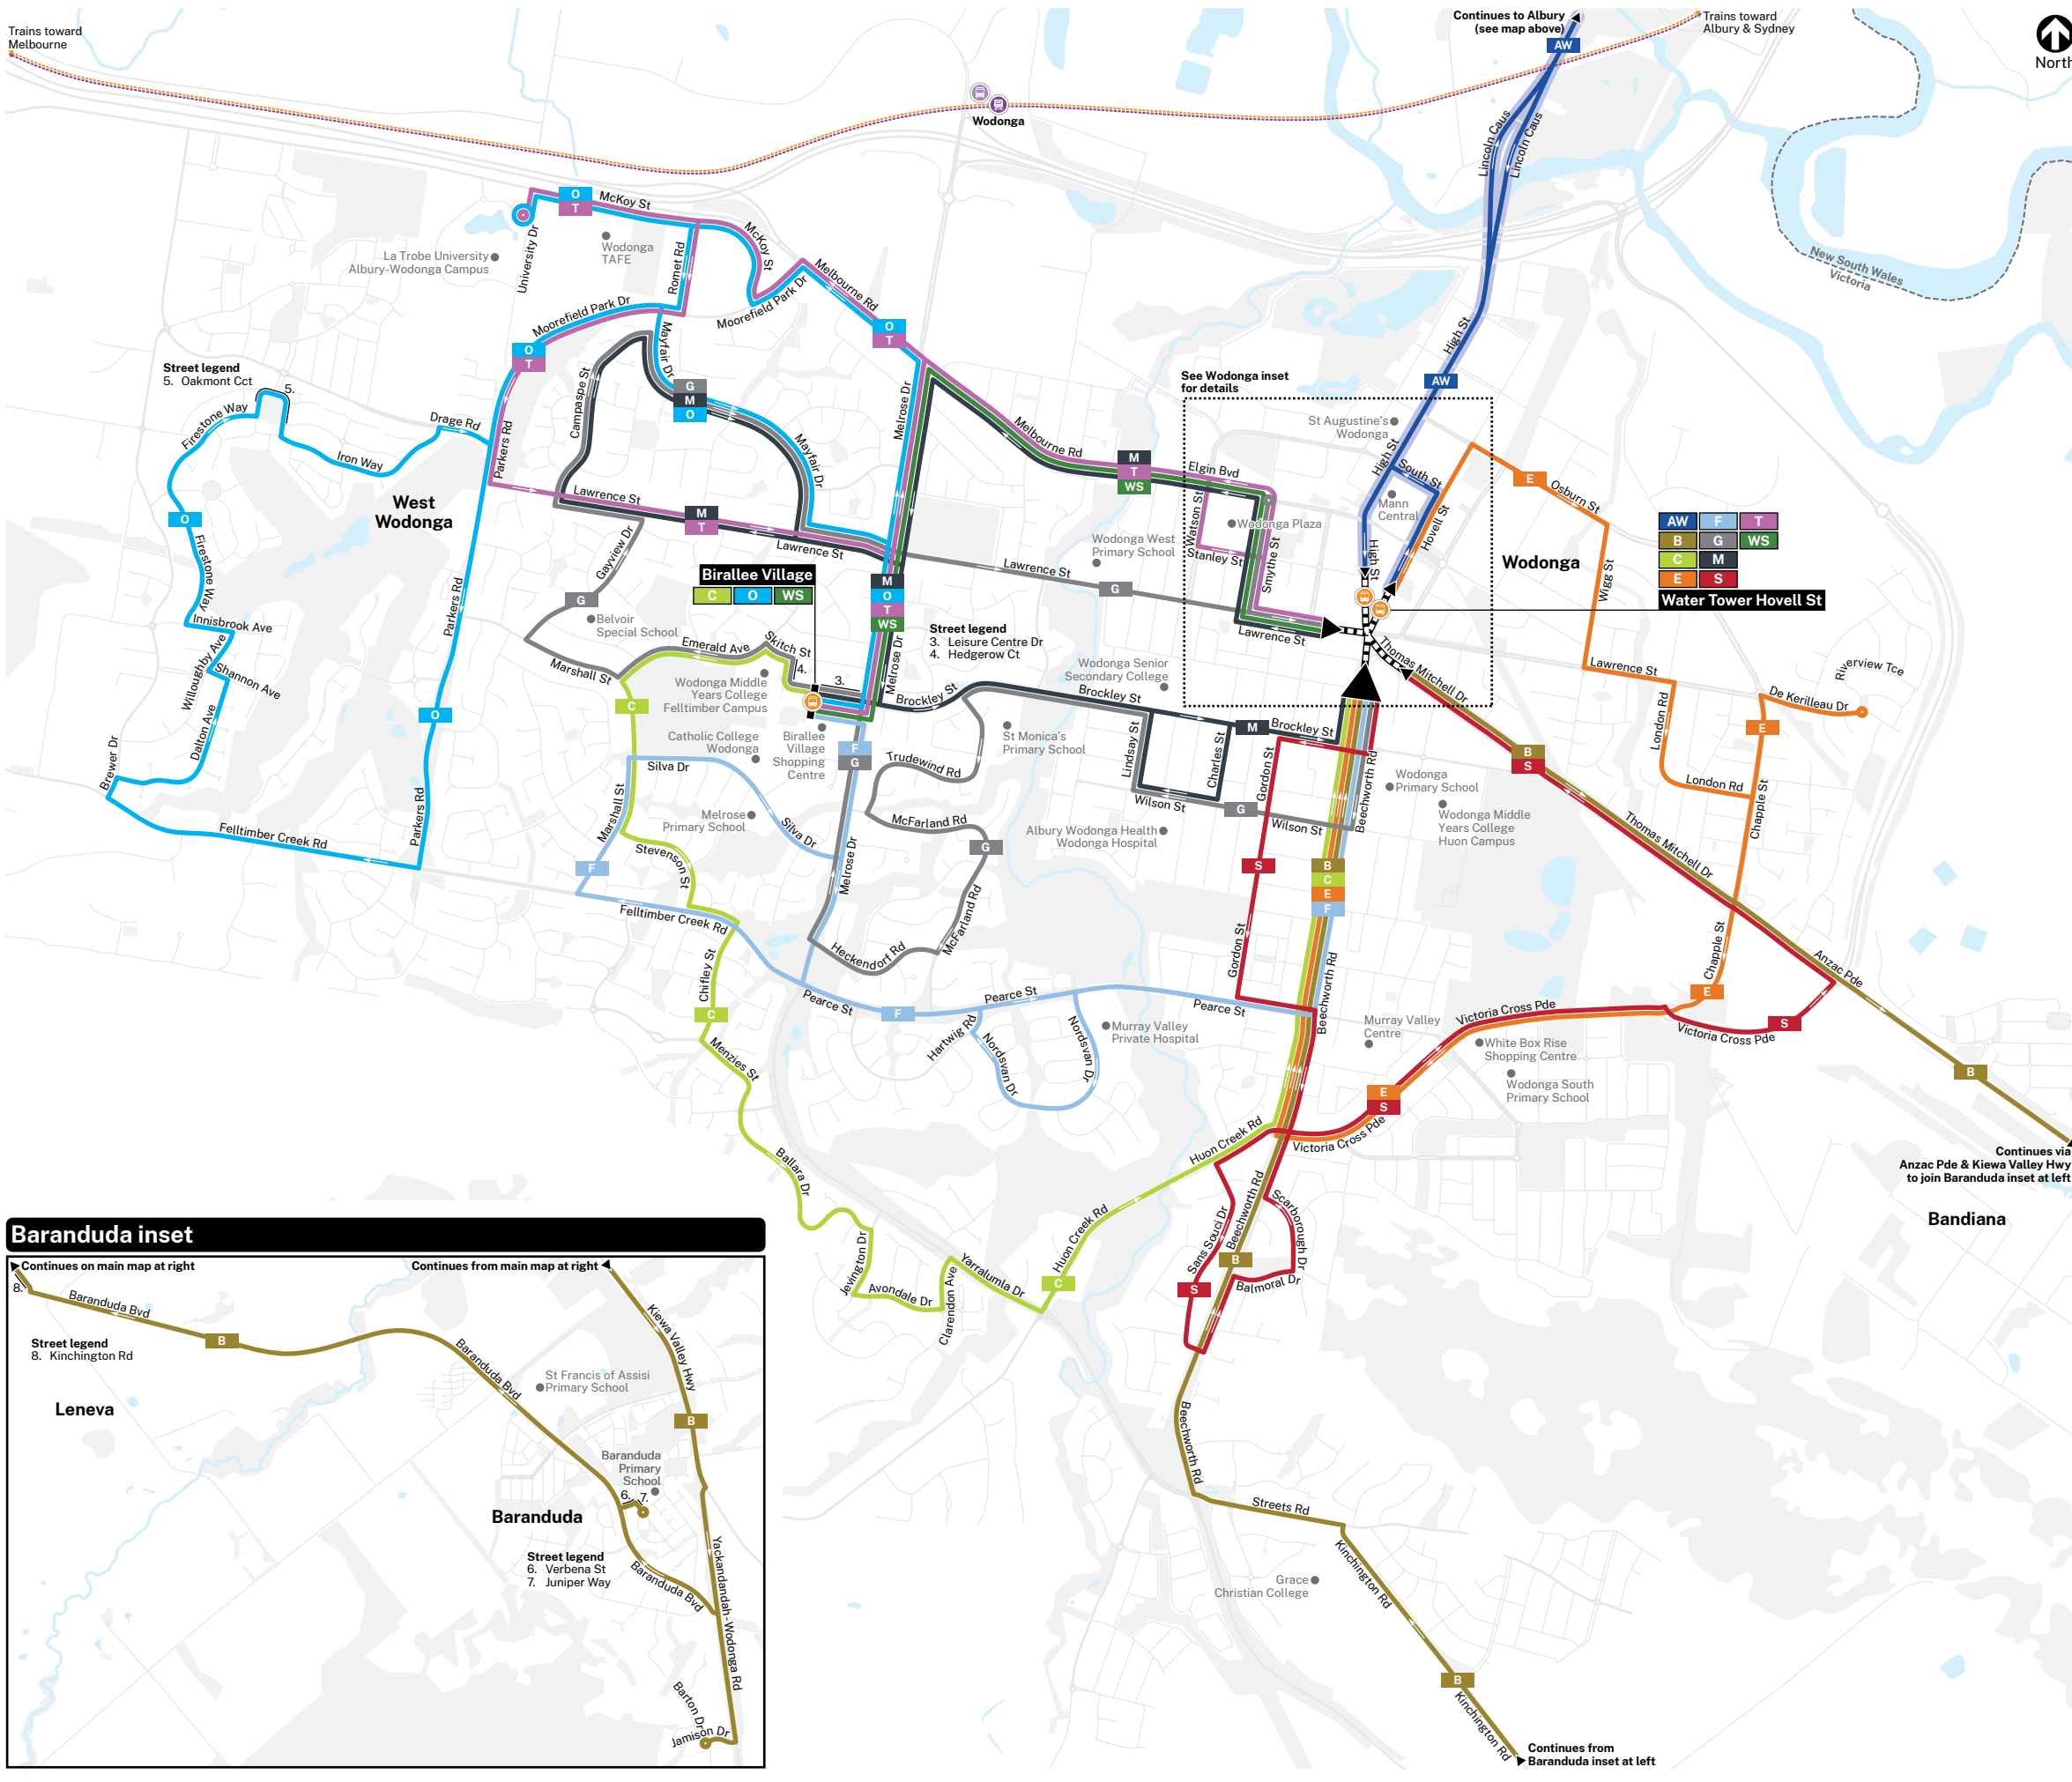 Trains toward
Melbourne
Continues to Albury
(see map above)
AW
Trains toward
Albury & Sydney
North
Wodonga
Lincoln Caus
Lincoln Caus
New South Wales
Victoria
O
T
McKoy St
McKoy St
Wodonga
TAFE
La Trobe University
Albury-Wodonga Campus
University Dr
Romet Rd
Moorefield Park Dr
Moorefield Park Dr
Melbourne Rd
O
T
O
T
Mayfair Dr
Campaspe St
G
M
O
Mayfair Dr
Melrose Dr
High St
AW
Street legend
5. Oakmont Cct
5.
Firestone Way
Drage Rd
Iron Way
Parkers Rd
West
Wodonga
O
Firestone Way
Innisbrook Ave
Willoughby Ave
Shannon Ave
Dalton Ave
Brewer Dr
Felltimber Creek Rd
Parkers Rd
O
Parkers Rd
See Wodonga inset
for details
St Augustine's
Wodonga
High St
South St
Mann
Central
Hovell St
High St
Melbourne Rd
M
T
WS
Elgin Bvd
Watson St
Wodonga Plaza
Stanley St
Smythe St
Lawrence St
E
Osburn St
Wigg St
Wodonga
AW
F
T
B
G
WS
C
M
E
S
Water Tower Hovell St
Lawrence St
M
T
Lawrence St
Gayview Dr
G
Belvoir
Special School
Marshall St
Birallee Village
C
O
WS
M
O
T
WS
Melrose Dr
Emerald Ave
Skitch St
4.
3.
Street legend
3. Leisure Centre Dr
4. Hedgerow Ct
Lawrence St
G
Wodonga West
Primary School
Wodonga Senior
Secondary College
Wodonga Middle
Years College
Felltimber Campus
Catholic College
Wodonga
Birallee
Village
Shopping
Centre
Brockley St
Brockley St
M
Brockley St
St Monica's
Primary School
Trudewind Rd
McFarland Rd
G
McFarland Rd
Heckendorf Rd
Lindsay St
Charles St
Wilson St
G
Wilson St
Gordon St
S
Gordon St
Beechworth Rd
Thomas Mitchell Dr
B
S
Thomas Mitchell Dr
Wodonga
Primary School
Wodonga Middle
Years College
Huon Campus
Albury Wodonga Health
Wodonga Hospital
Lawrence St
London Rd
London Rd
Riverview Tce
De Kerilleau Dr
E
Chapple St
Chapple St
E
C
Silva Dr
Marshall St
F
Melrose
Primary School
Silva Dr
F
G
Melrose Dr
Stevenson St
Felltimber Creek Rd
Chifley St
C
Menzies St
Pearce St
F
Pearce St
Pearce St
Hartwig Rd
Nordsvan Dr
Nordsvan Dr
Murray Valley
Private Hospital
B
C
E
F
Beechworth Rd
Murray Valley
Centre
Victoria Cross Pde
White Box Rise
Shopping Centre
Wodonga South
Primary School
E
S
Victoria Cross Pde
Victoria Cross Pde
S
Anzac Pde
B
Continues via
Anzac Pde & Kiewa Valley Hwy
to join Baranduda inset at left
Bandiana
Ballara Dr
Jevington Dr
Avondale Dr
Clarendon Ave
Yarralumla Dr
C
Huon Creek Rd
Huon Creek Rd
Sans Souci Dr
S
Beechworth Rd
B
Scarborough Dr
Balmoral Dr
Beechworth Rd
Streets Rd
Kinchington Rd
Grace
Christian College
B
Kinchington Rd
Continues from
Baranduda inset at left
Baranduda inset
Continues on main map at right
Continues from main map at right
8.
Baranduda Bvd
B
Street legend
8. Kinchington Rd
Leneva
Baranduda Bvd
St Francis of Assisi
Primary School
Kiewa Valley Hwy
B
Baranduda
Primary
School
6.
7.
Baranduda
Street legend
6. Verbena St
7. Juniper Way
Baranduda Bvd
Yackandandah-Wodonga Rd
Barton Dr
Jamison Dr